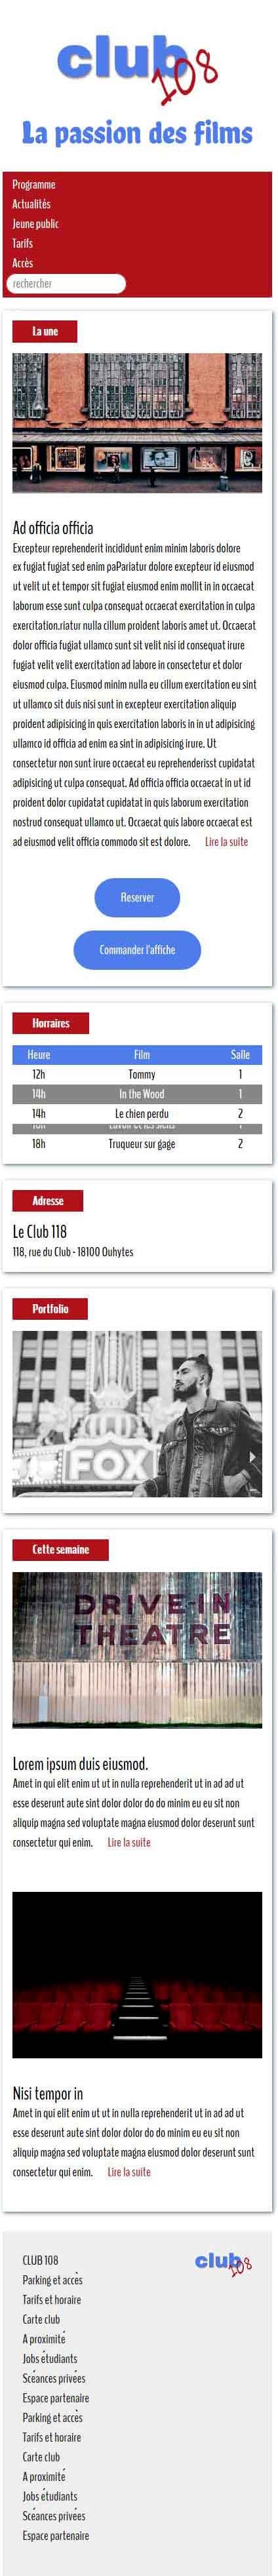 club
108
La passion des films
Programme
Actualités
Jeune public
Tarifs
Accès
rechercher
La une
Ad officia officia
Excepteur reprehenderit incididunt enim minim laboris dolore
ex fugiat fugiat sed enim paPariatur dolore excepteur id eiusmod
ut velit ut et tempor sit fugiat eiusmod enim mollit in in occaecat
laborum esse sunt culpa consequat occaecat exercitation in culpa
exercitation.riatur nulla cillum proident laboris amet ut. Occaecat
dolor officia fugiat ullamco sunt sit velit nisi id consequat irure
fugiat velit velit exercitation ad labore in consectetur et dolor
eiusmod culpa. Eiusmod minim nulla eu cillum exercitation eu sint
ut ullamco sit duis nisi sunt in excepteur exercitation aliquip
proident adipisicing in quis exercitation laboris in in ut adipisicing
ullamco id officia ad enim ea sint in adipisicing irure. Ut
consectetur non sunt irure occaecat eu reprehenderisst cupidatat
adipisicing ut culpa consequat. Ad officia officia occaecat in ut id
proident dolor cupidatat cupidatat in quis laborum exercitation
nostrud consequat ullamco ut. Occaecat quis labore occaecat est
ad eiusmod velit officia commodo sit est dolore. Lire la suite
Reserver
Commander l'affiche
Horraires
Heure Film Salle
12h Tommy 1
14h In the Wood 1
14h Le chien perdu 2
18h Truqueur sur gage 2
Adresse
Le Club 118
118, rue du Club - 18100 Ouhytes
Portfolio
FOX
Cette semaine
DRIVE-IN
THEATRE
Lorem ipsum duis eiusmod.
Amet in qui elit enim ut ut in nulla reprehenderit ut in ad ad ut
esse deserunt aute sint dolor dolor do do minim eu eu sit non
aliquip magna sed voluptate magna eiusmod dolor deserunt sunt
consectetur qui enim. Lire la suite
Nisi tempor in
Amet in qui elit enim ut ut in nulla reprehenderit ut in ad ad ut
esse deserunt aute sint dolor dolor do do minim eu eu sit non
aliquip magna sed voluptate magna eiusmod dolor deserunt sunt
consectetur qui enim. Lire la suite
CLUB 108
Parking et accès
Tarifs et horaire
Carte club
A proximité
Jobs étudiants
Scéances privées
Espace partenaire
Parking et accès
Tarifs et horaire
Carte club
A proximité
Jobs étudiants
Scéances privées
Espace partenaire
club
108